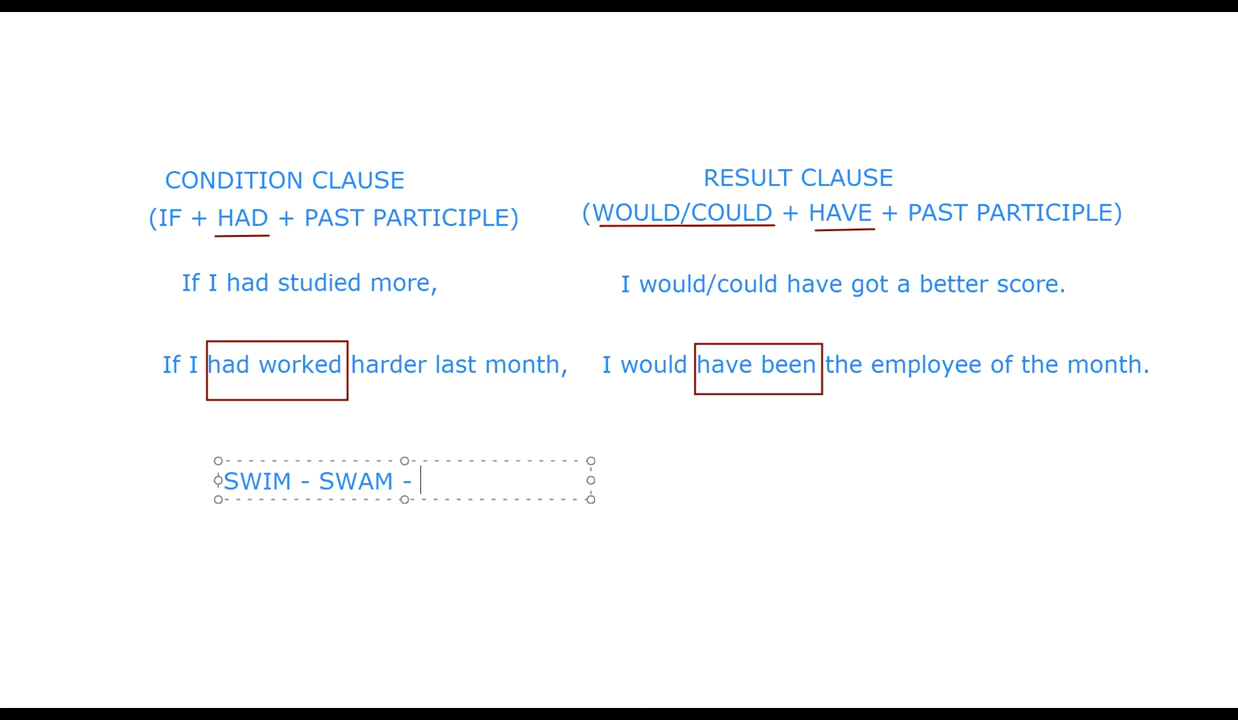 CONDITION CLAUSE
(IF + HAD + PAST PARTICIPLE)
RESULT CLAUSE
(WOULD/COULD + HAVE + PAST PARTICIPLE)
If I had studied more,
I would/could have got a better score.
If I had worked harder last month,
I would have been the employee of the month.
SWIM - SWAM -